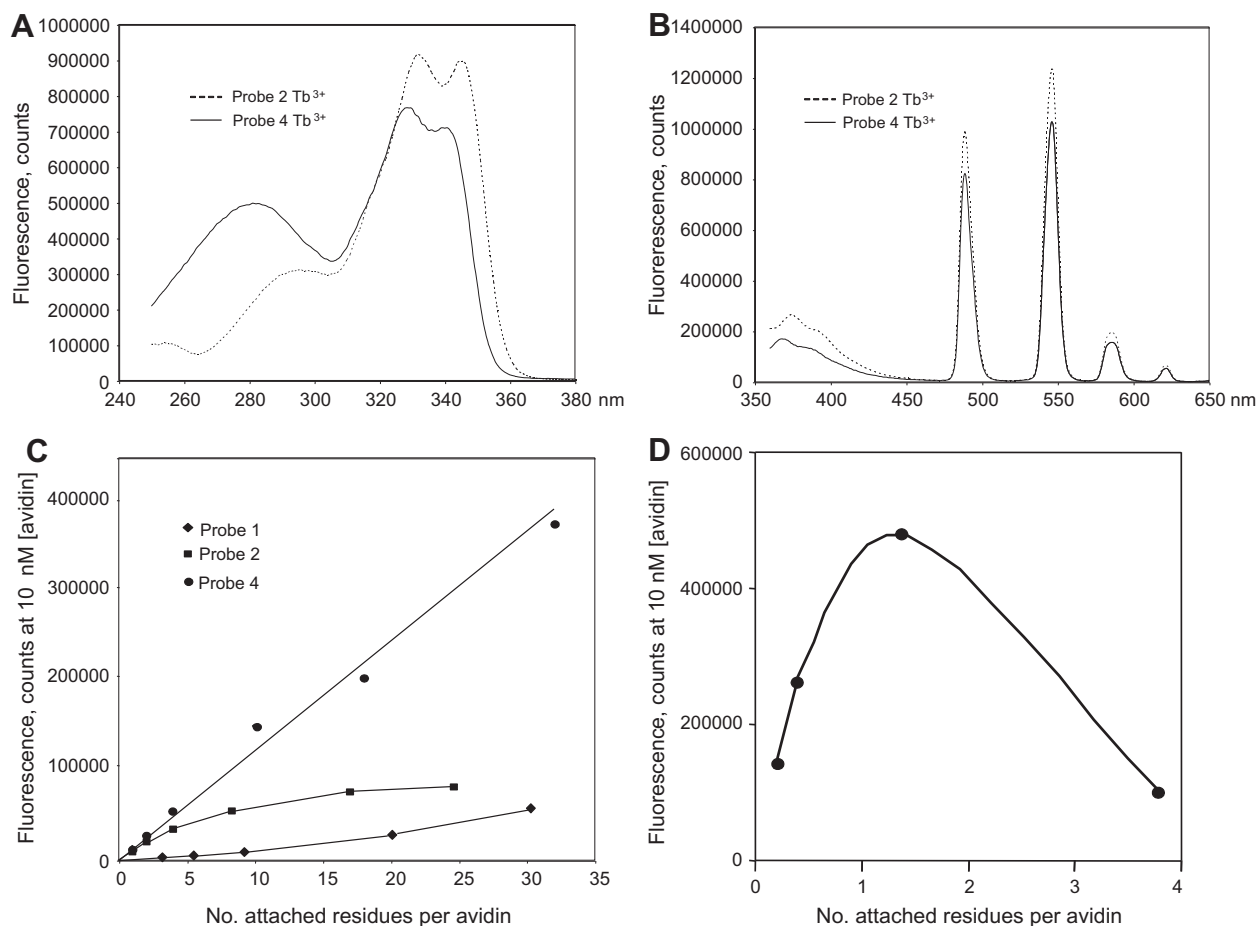 A
Fluorescence, counts
1000000
900000
800000
700000
600000
500000
400000
300000
200000
100000
0
Probe 2 Tb3+
Probe 4 Tb3+
240 260 280 300 320 340 360 380 nm
B
Fluorerescence, counts
1400000
1200000
1000000
800000
600000
400000
200000
0
Probe 2 Tb3+
Probe 4 Tb3+
350 400 450 500 550 600 650 nm
C
Fluorescence, counts at 10 nM [avidin]
400000
300000
200000
100000
0
Probe 1
Probe 2
Probe 4
0 5 10 15 20 25 30 35
No. attached residues per avidin
D
Fluorescence, counts at 10 nM [avidin]
600000
400000
200000
0
0 1 2 3 4
No. attached residues per avidin